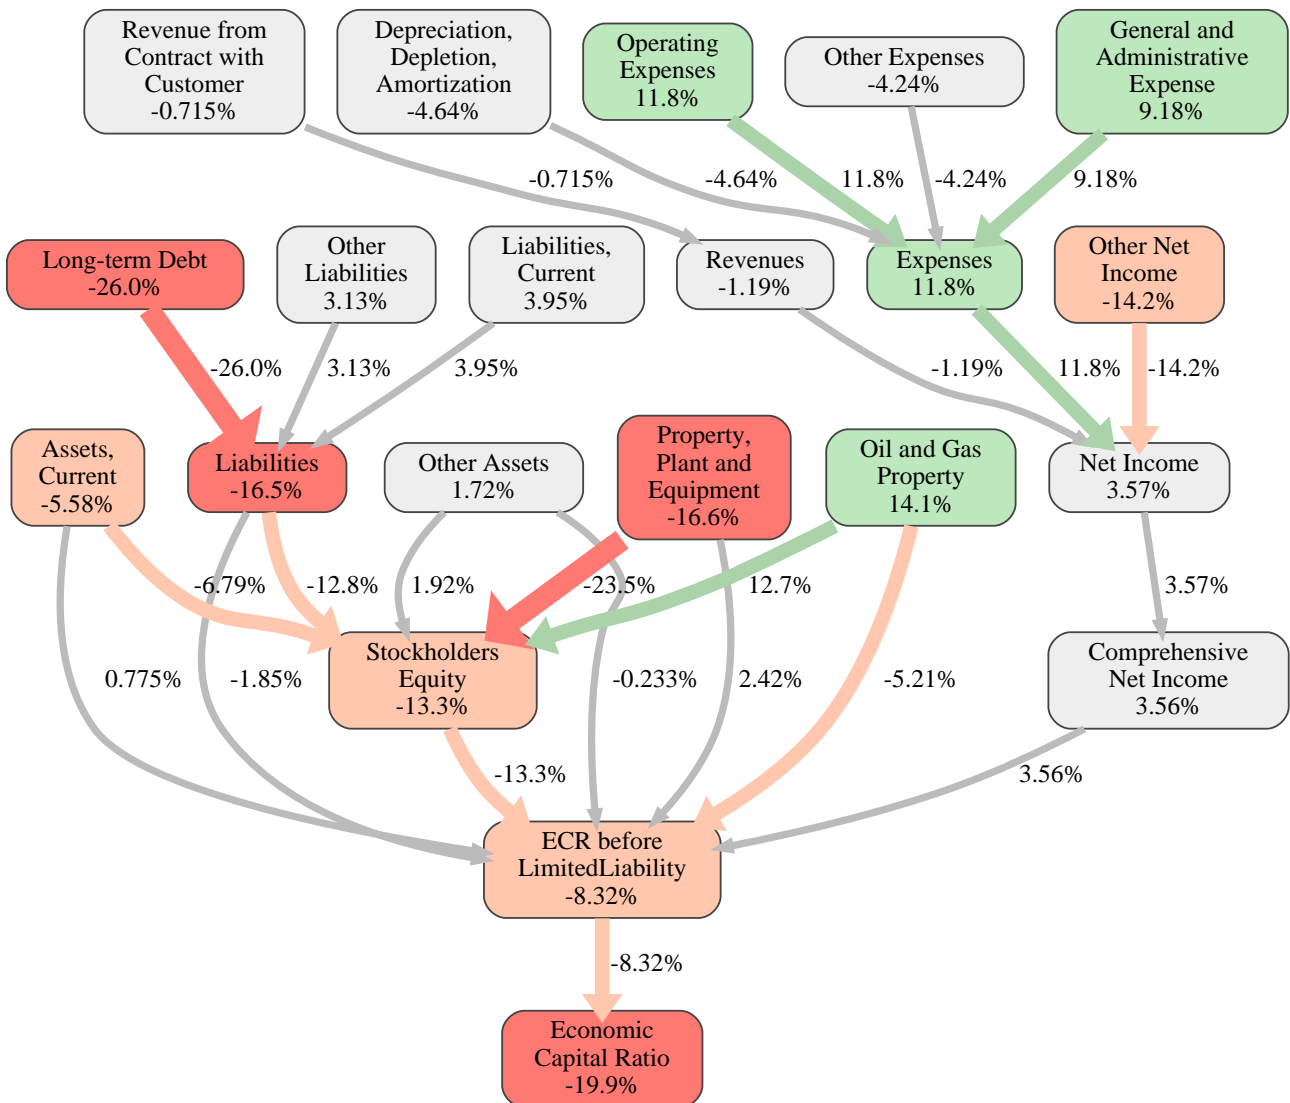 Revenue from
Contract with
Customer
-0.715%
Depreciation,
Depletion,
Amortization
-4.64%
Operating
Expenses
11.8%
Other Expenses
-4.24%
General and
Administrative
Expense
9.18%
-0.715%
-4.64%
11.8%
-4.24%
9.18%
Long-term Debt
-26.0%
Other
Liabilities
3.13%
Liabilities,
Current
3.95%
Revenues
-1.19%
Expenses
11.8%
Other Net
Income
-14.2%
-26.0%
3.13%
3.95%
-1.19%
11.8%
-14.2%
Assets,
Current
-5.58%
Liabilities
-16.5%
Other Assets
1.72%
Property,
Plant and
Equipment
-16.6%
Oil and Gas
Property
14.1%
Net Income
3.57%
-6.79%
-12.8%
1.92%
-23.5%
12.7%
3.57%
Stockholders
Equity
-13.3%
Comprehensive
Net Income
3.56%
0.775%
-1.85%
-0.233%
2.42%
-5.21%
-13.3%
3.56%
ECR before
LimitedLiability
-8.32%
-8.32%
Economic
Capital Ratio
-19.9%